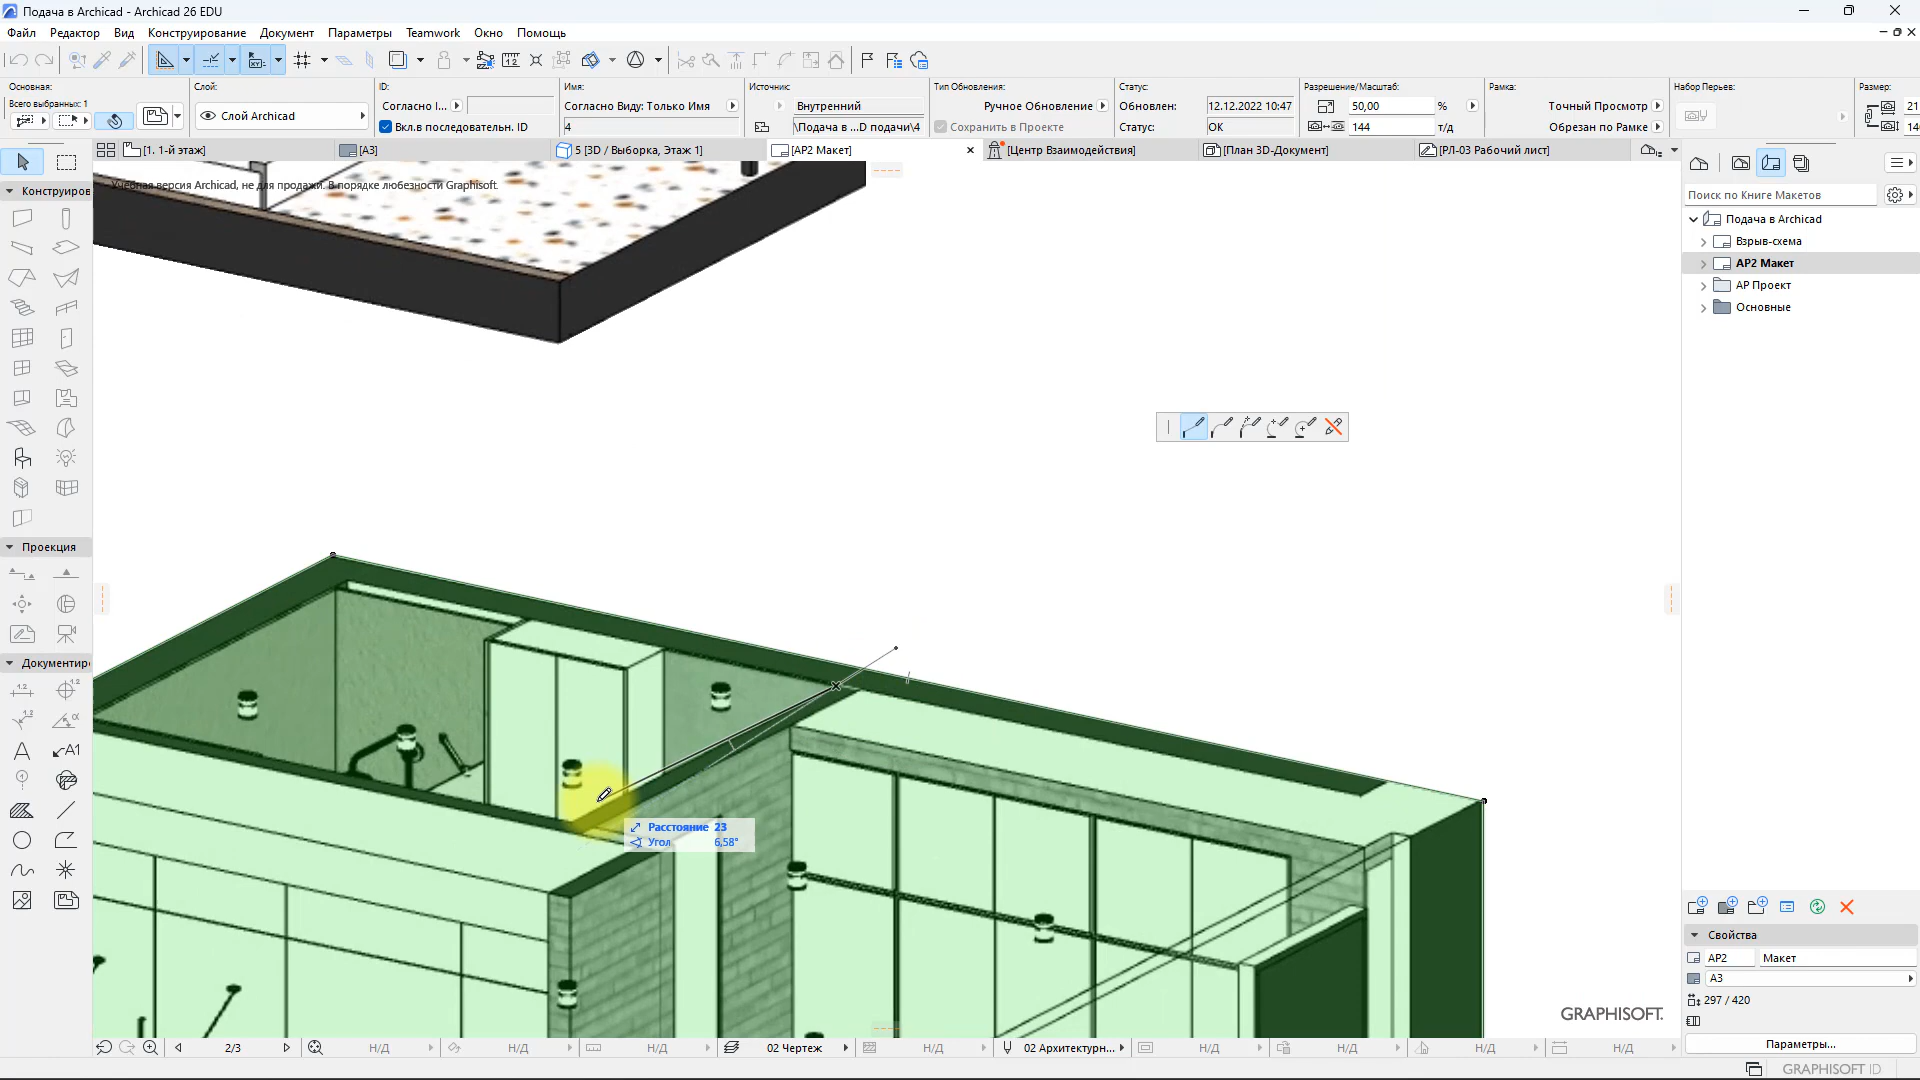 Подача в Archicad - Archicad 26 EDU
Файл Редактор Вид Конструирование Документ Параметры Teamwork Окно Помощь
Основная: Слой: ID: Имя: Источник: Тип Обновления: Статус: Разрешение/Масштаб: Рамка: Набор Перьев: Размер:
Всего выбранных: 1
Слой Archicad
Согласно I...
Согласно Виду: Только Имя
Внутренний
Ручное Обновление
Обновлен: 12.12.2022 10:47
50,00 %
Точный Просмотр
21
Вкл.в последовательн. ID
4
\Подача в ...D подачи\4
Сохранить в Проекте
Статус: OK
144 т/д
Обрезан по Рамке
[1. 1-й этаж]
[A3]
5 [3D / Выборка, Этаж 1]
[AP2 Макет]
[Центр Взаимодействия]
[План 3D-Документ]
[РЛ-03 Рабочий лист]
Учебная версия Archicad, не для продажи. В порядке любезности Graphisoft.
Конструиров
Проекция
Документирс
Расстояние 23
Угол 6,58°
GRAPHISOFT.
Поиск по Книге Макетов
Подача в Archicad
Взрыв-схема
AP2 Макет
АР Проект
Основные
Свойства
AP2 Макет
A3
297 / 420
Параметры...
2/3
Н/Д Н/Д Н/Д 02 Чертеж Н/Д 02 Архитектурн... Н/Д Н/Д Н/Д Н/Д
GRAPHISOFT ID